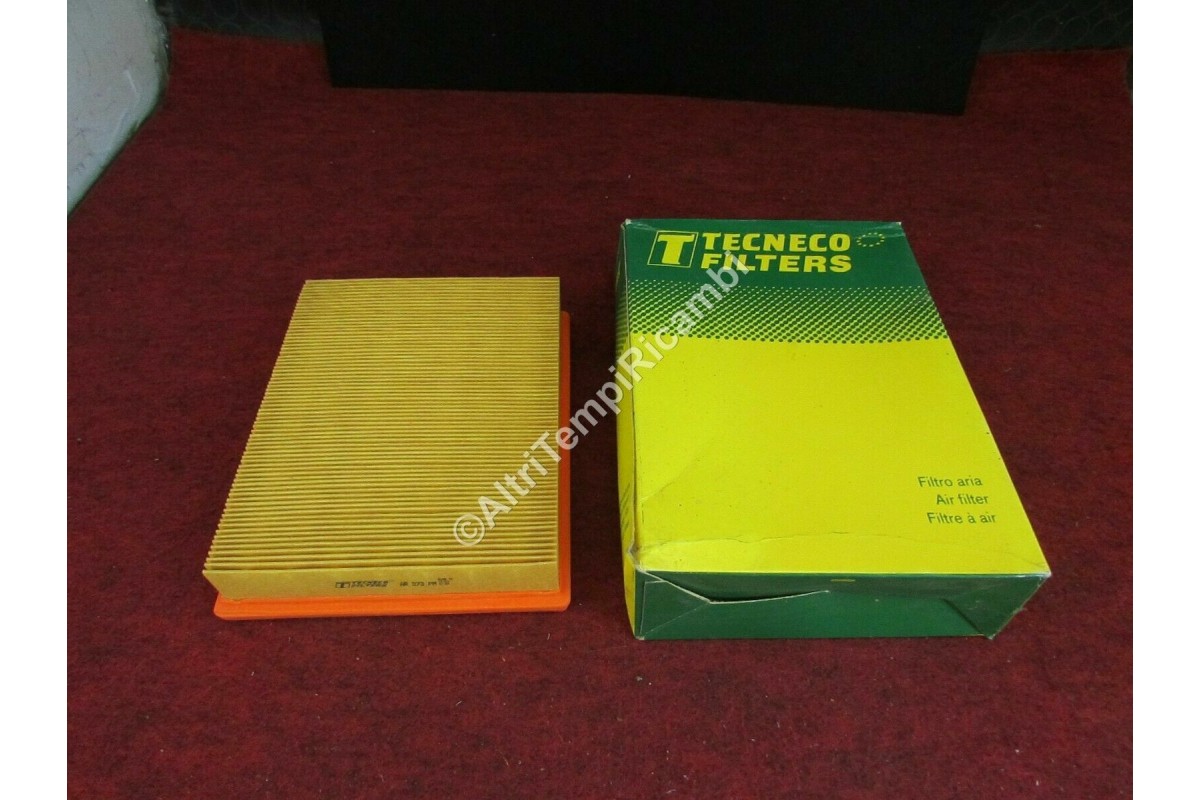 T TECNECO
FILTERS
Filtro aria
Air filter
Filtre à air
©AltriTempiRicambi
TECNECO